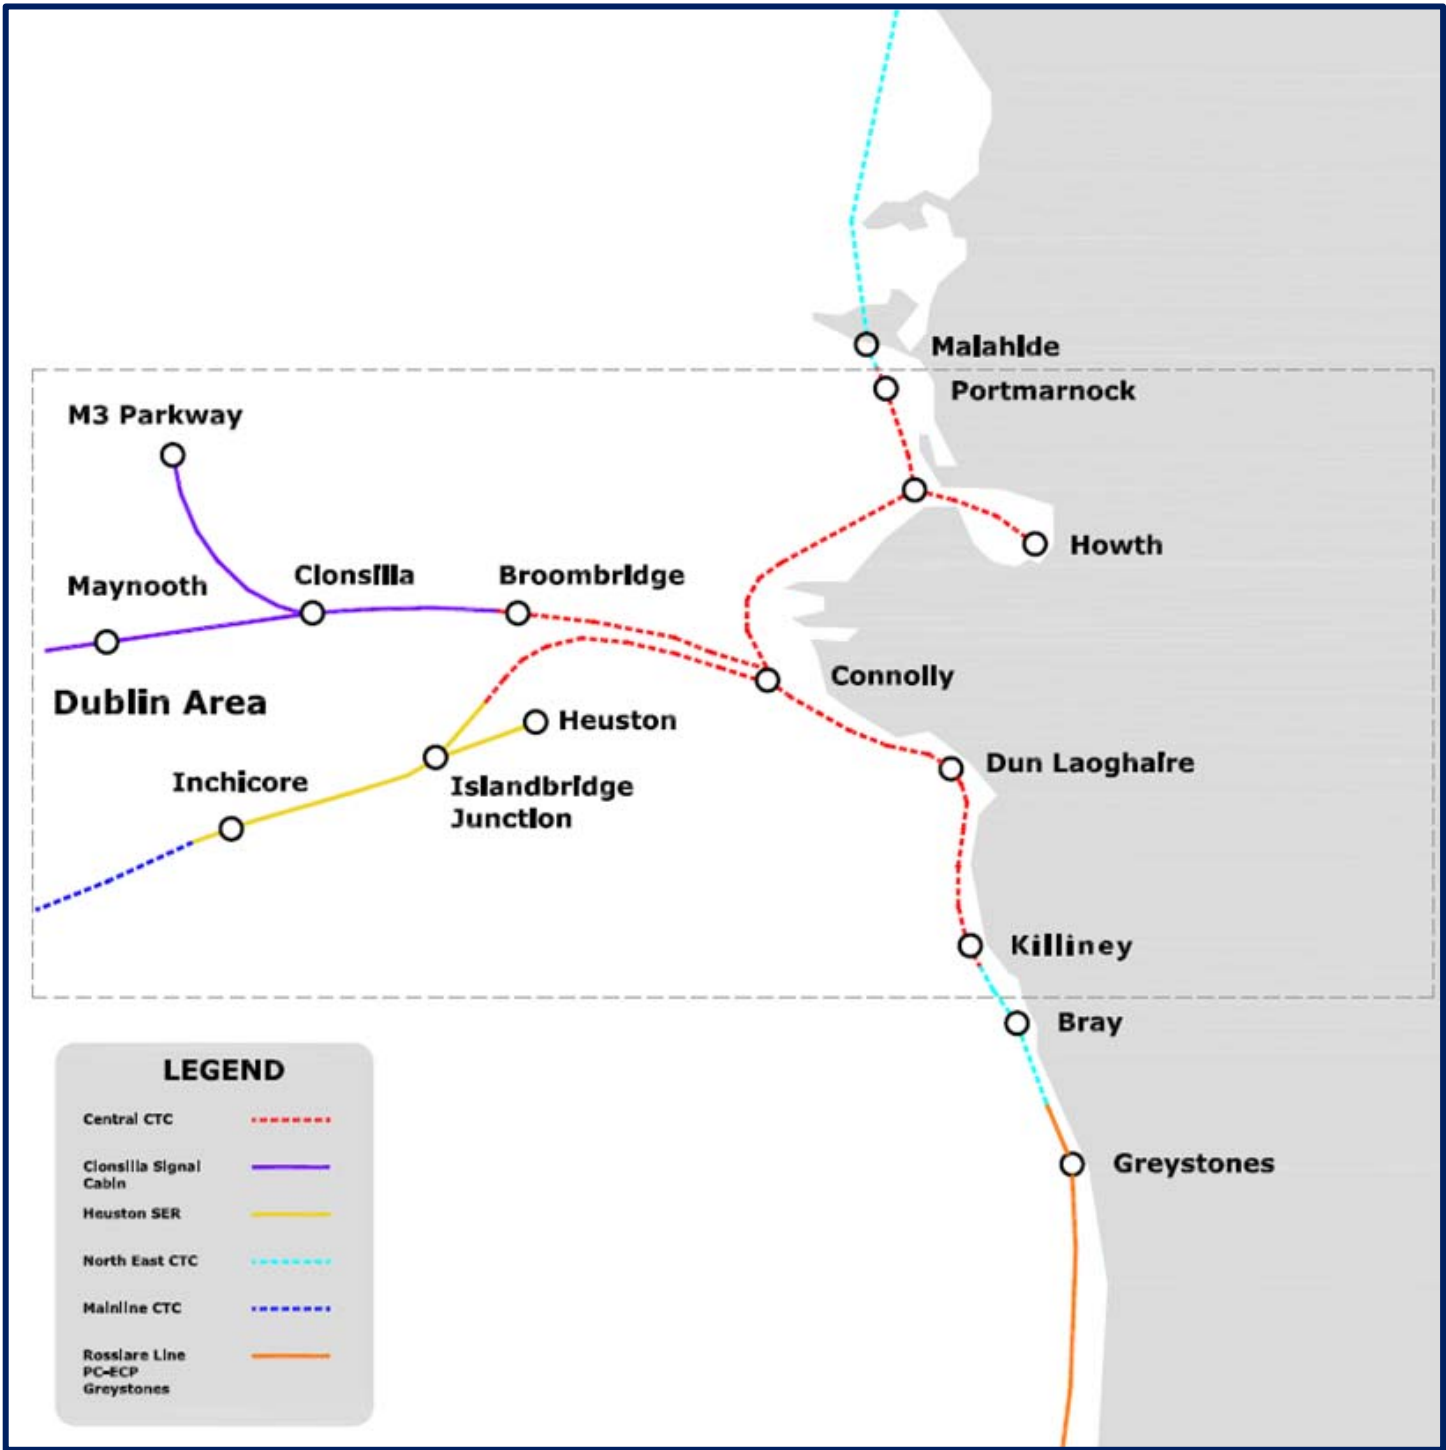 Malahide
Portmarnock
M3 Parkway
Howth
Maynooth
Clonsilla
Broombridge
Connolly
Dublin Area
Heuston
Dun Laoghaire
Inchicore
Islandbridge
Junction
Killiney
Bray
Greystones
LEGEND
Central CTC
Clonsilla Signal
Cabin
Heuston SER
North East CTC
Mainline CTC
Rosslare Line
PC-ECP
Greystones